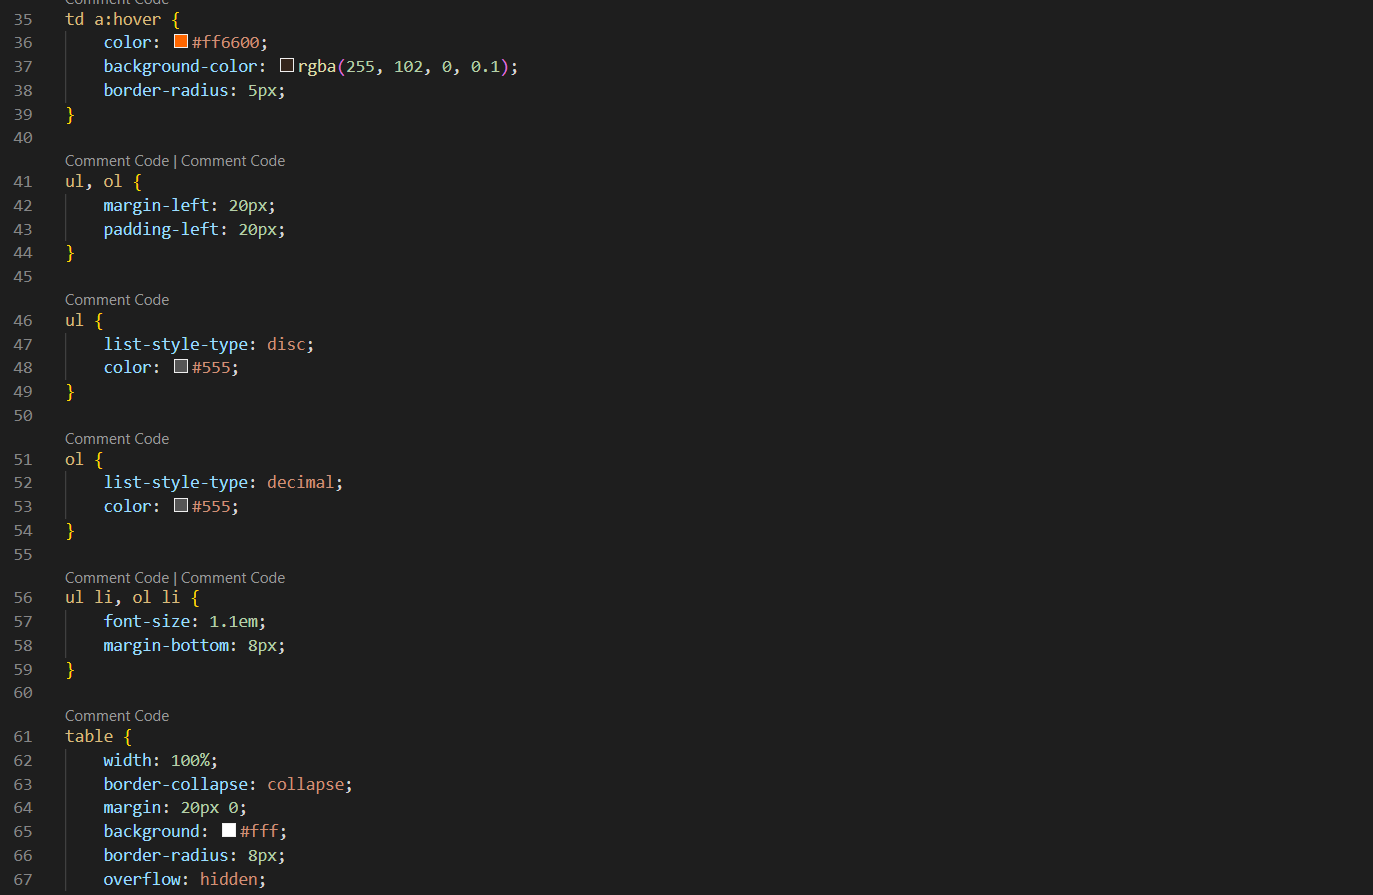 Comment Code
35 td a:hover {
36 color: #ff6600;
37 background-color: rgba(255, 102, 0, 0.1);
38 border-radius: 5px;
39 }
40
Comment Code | Comment Code
41 ul, ol {
42 margin-left: 20px;
43 padding-left: 20px;
44 }
45
Comment Code
46 ul {
47 list-style-type: disc;
48 color: #555;
49 }
50
Comment Code
51 ol {
52 list-style-type: decimal;
53 color: #555;
54 }
55
Comment Code | Comment Code
56 ul li, ol li {
57 font-size: 1.1em;
58 margin-bottom: 8px;
59 }
60
Comment Code
61 table {
62 width: 100%;
63 border-collapse: collapse;
64 margin: 20px 0;
65 background: #fff;
66 border-radius: 8px;
67 overflow: hidden;